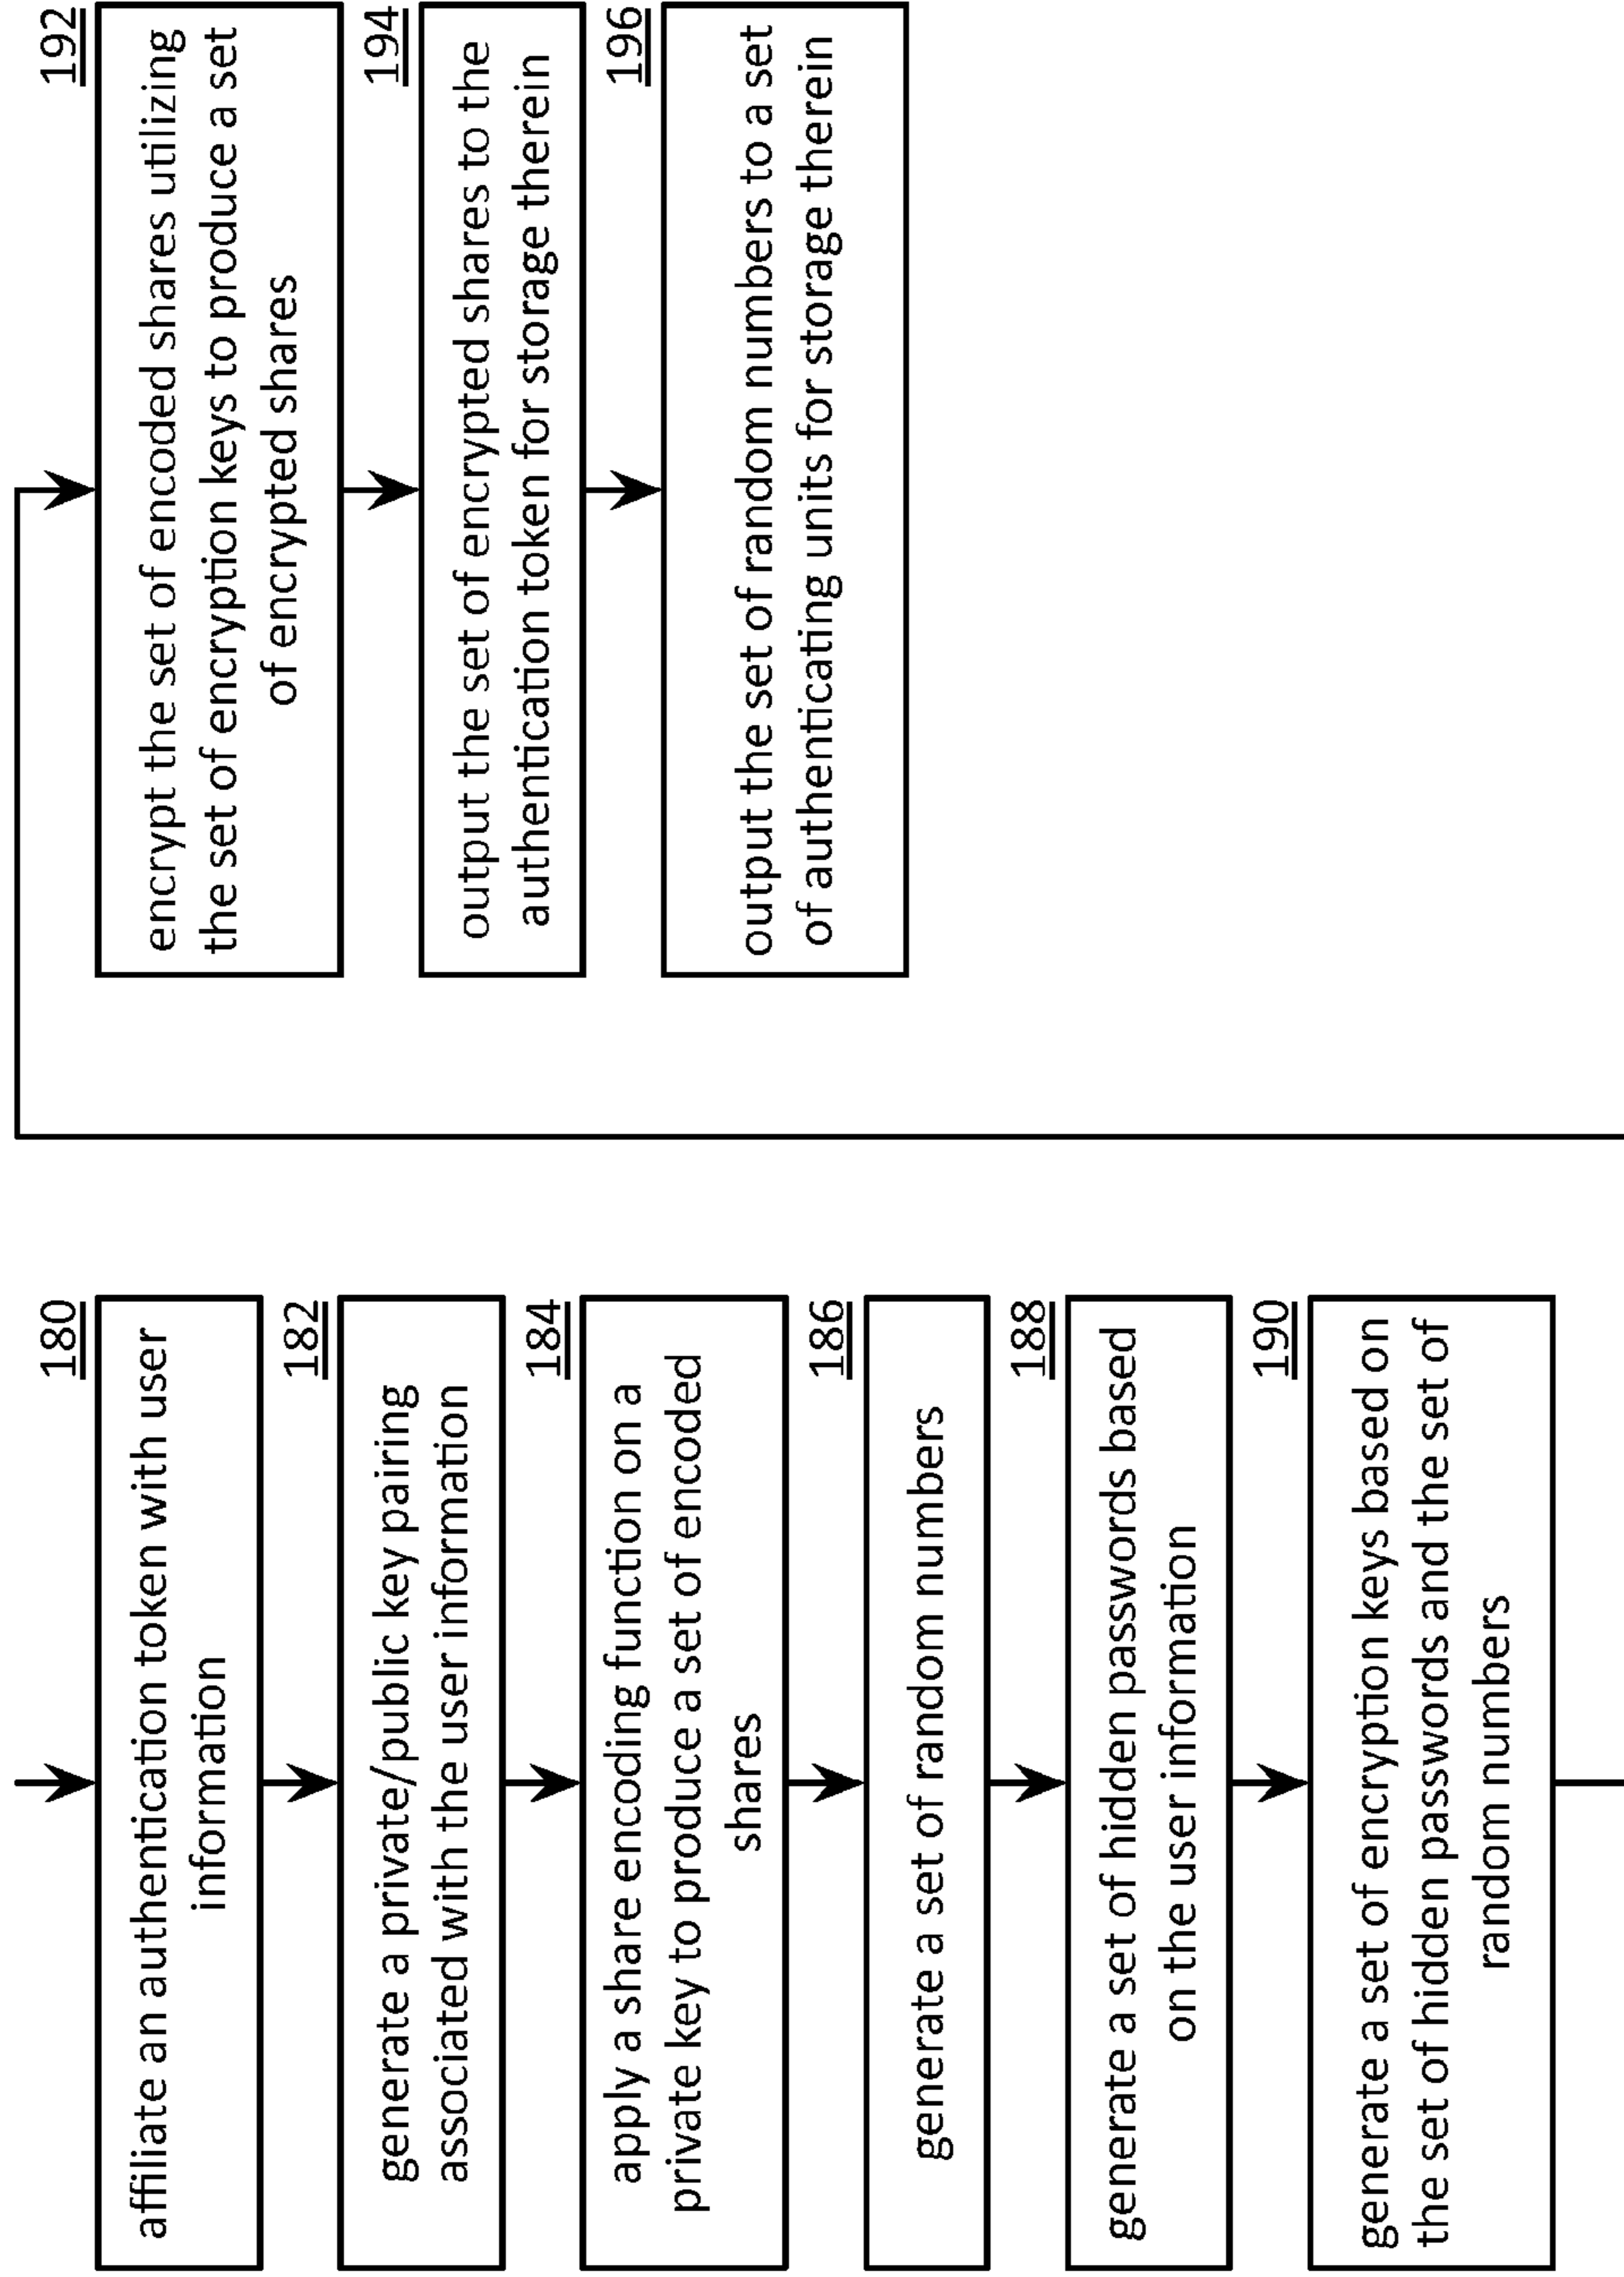 180
affiliate an authentication token with user
information
182
generate a private/public key pairing
associated with the user information
184
apply a share encoding function on a
private key to produce a set of encoded
shares
186
generate a set of random numbers
188
generate a set of hidden passwords based
on the user information
190
generate a set of encryption keys based on
the set of hidden passwords and the set of
random numbers
192
encrypt the set of encoded shares utilizing
the set of encryption keys to produce a set
of encrypted shares
194
output the set of encrypted shares to the
authentication token for storage therein
196
output the set of random numbers to a set
of authenticating units for storage therein